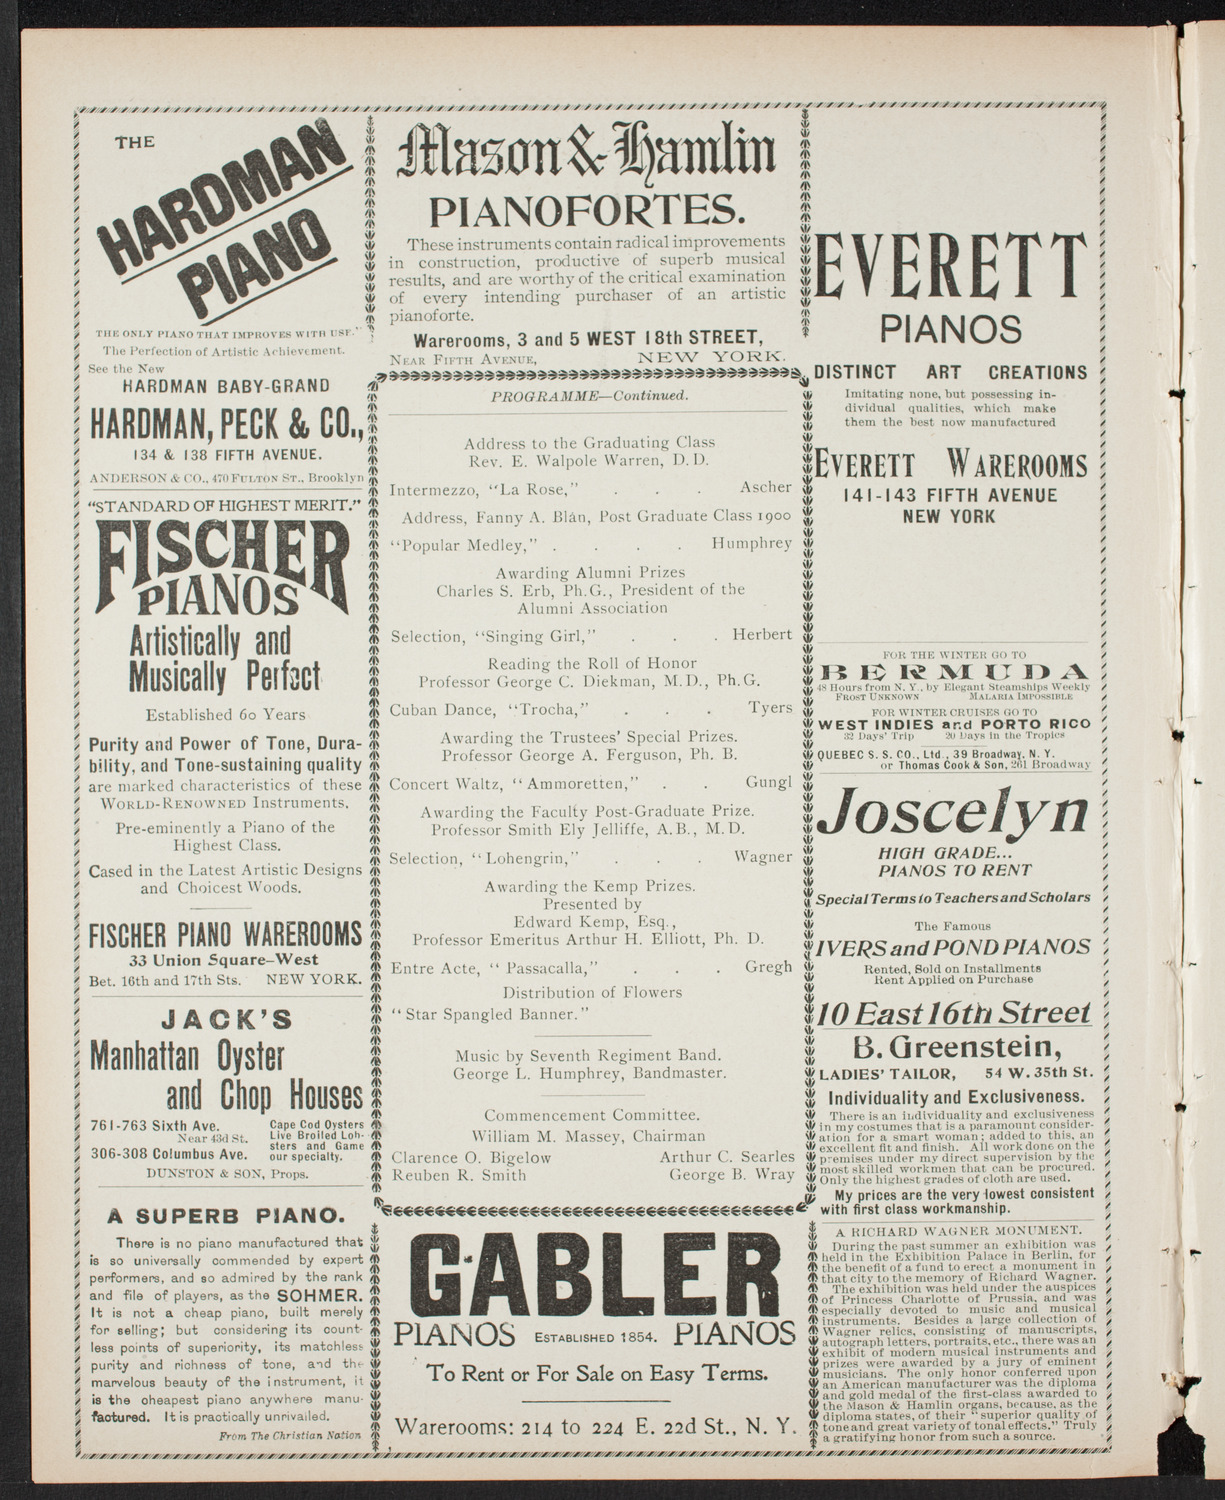 THE
HARDMAN
PIANO
THE ONLY PIANO THAT IMPROVES WITH USE."
The Perfection of Artistic Achievement.
See the New
HARDMAN BABY-GRAND
HARDMAN, PECK & CO.,
134 & 138 FIFTH AVENUE.
ANDERSON & CO., 470 FULTON ST., Brooklyn
"STANDARD OF HIGHEST MERIT."
FISCHER
PIANOS
Artistically and
Musically Perfect
Established 60 Years
Purity and Power of Tone, Dura-
bility, and Tone-sustaining quality
are marked characteristics of these
WORLD-RENOWNED Instruments.
Pre-eminently a Piano of the
Highest Class.
Cased in the Latest Artistic Designs
and Choicest Woods.
FISCHER PIANO WAREROOMS
33 Union Square-West
Bet. 16th and 17th Sts. NEW YORK.
JACK'S
Manhattan Oyster
and Chop Houses
761-763 Sixth Ave.
Near 43d St.
306-308 Columbus Ave.
Cape Cod Oysters
Live Broiled Lob-
sters and Game
our specialty.
DUNSTON & SON, Props.
A SUPERB PIANO.
There is no piano manufactured that
is so universally commended by expert
performers, and so admired by the rank
and file of players, as the SOHMER.
It is not a cheap piano, built merely
for selling; but considering its count-
less points of superiority, its matchless
purity and richness of tone, and the
marvelous beauty of the instrument, it
is the cheapest piano anywhere manu-
factured. It is practically unrivailed.
From The Christian Nation
Mason & Hamlin
PIANOFORTES.
These instruments contain radical improvements
in construction, productive of superb musical
results, and are worthy of the critical examination
of every intending purchaser of an artistic
pianoforte.
Warerooms, 3 and 5 WEST 18th STREET,
NEAR FIFTH AVENUE, NEW YORK.
PROGRAMME—Continued.
Address to the Graduating Class
Rev. E. Walpole Warren, D.D.
Intermezzo, "La Rose," . . . Ascher
Address, Fanny A. Blán, Post Graduate Class 1900
"Popular Medley," . . . . Humphrey
Awarding Alumni Prizes
Charles S. Erb, Ph.G., President of the
Alumni Association
Selection, "Singing Girl," . . . Herbert
Reading the Roll of Honor
Professor George C. Diekman, M.D., Ph.G.
Cuban Dance, "Trocha," . . . Tyers
Awarding the Trustees' Special Prizes.
Professor George A. Ferguson, Ph. B.
Concert Waltz, "Ammoretten," . . Gungl
Awarding the Faculty Post-Graduate Prize.
Professor Smith Ely Jelliffe, A.B., M.D.
Selection, "Lohengrin," . . . Wagner
Awarding the Kemp Prizes.
Presented by
Edward Kemp, Esq.,
Professor Emeritus Arthur H. Elliott, Ph. D.
Entre Acte, "Passacalla," . . . Gregh
Distribution of Flowers
"Star Spangled Banner."
Music by Seventh Regiment Band.
George L. Humphrey, Bandmaster.
Commencement Committee.
William M. Massey, Chairman
Clarence O. Bigelow Arthur C. Searles
Reuben R. Smith George B. Wray
GABLER
PIANOS ESTABLISHED 1854. PIANOS
To Rent or For Sale on Easy Terms.
Warerooms: 214 to 224 E. 22d St., N. Y.
EVERETT
PIANOS
DISTINCT ART CREATIONS
Imitating none, but possessing in-
dividual qualities, which make
them the best now manufactured
EVERETT WAREROOMS
141-143 FIFTH AVENUE
NEW YORK
FOR THE WINTER GO TO
BERMUDA
48 Hours from N. Y., by Elegant Steamships Weekly
FROST UNKNOWN MALARIA IMPOSSIBLE
FOR WINTER CRUISES GO TO
WEST INDIES and PORTO RICO
32 Days' Trip 20 Days in the Tropics
QUEBEC S. S. CO., Ltd., 39 Broadway, N. Y.
or Thomas Cook & Son, 261 Broadway
Joscelyn
HIGH GRADE...
PIANOS TO RENT
Special Terms to Teachers and Scholars
The Famous
IVERS and POND PIANOS
Rented, Sold on Installments
Rent Applied on Purchase
10 East 16th Street
B. Greenstein,
LADIES' TAILOR, 54 W. 35th St.
Individuality and Exclusiveness.
There is an individuality and exclusiveness
in my costumes that is a paramount consider-
ation for a smart woman; added to this, an
excellent fit and finish. All work done on the
premises under my direct supervision by the
most skilled workmen that can be procured.
Only the highest grades of cloth are used.
My prices are the very lowest consistent
with first class workmanship.
A RICHARD WAGNER MONUMENT.
During the past summer an exhibition was
held in the Exhibition Palace in Berlin, for
the benefit of a fund to erect a monument in
that city to the memory of Richard Wagner.
The exhibition was held under the auspices
of Princess Charlotte of Prussia, and was
especially devoted to music and musical
instruments. Besides a large collection of
Wagner relics, consisting of manuscripts,
autograph letters, portraits, etc., there was an
exhibit of modern musical instruments and
prizes were awarded by a jury of eminent
musicians. The only honor conferred upon
an American manufacturer was the diploma
and gold medal of the first-class awarded to
the Mason & Hamlin organs, because, as the
diploma states, of their "superior quality of
tone and great variety of tonal effects." Truly
a gratifying honor from such a source.